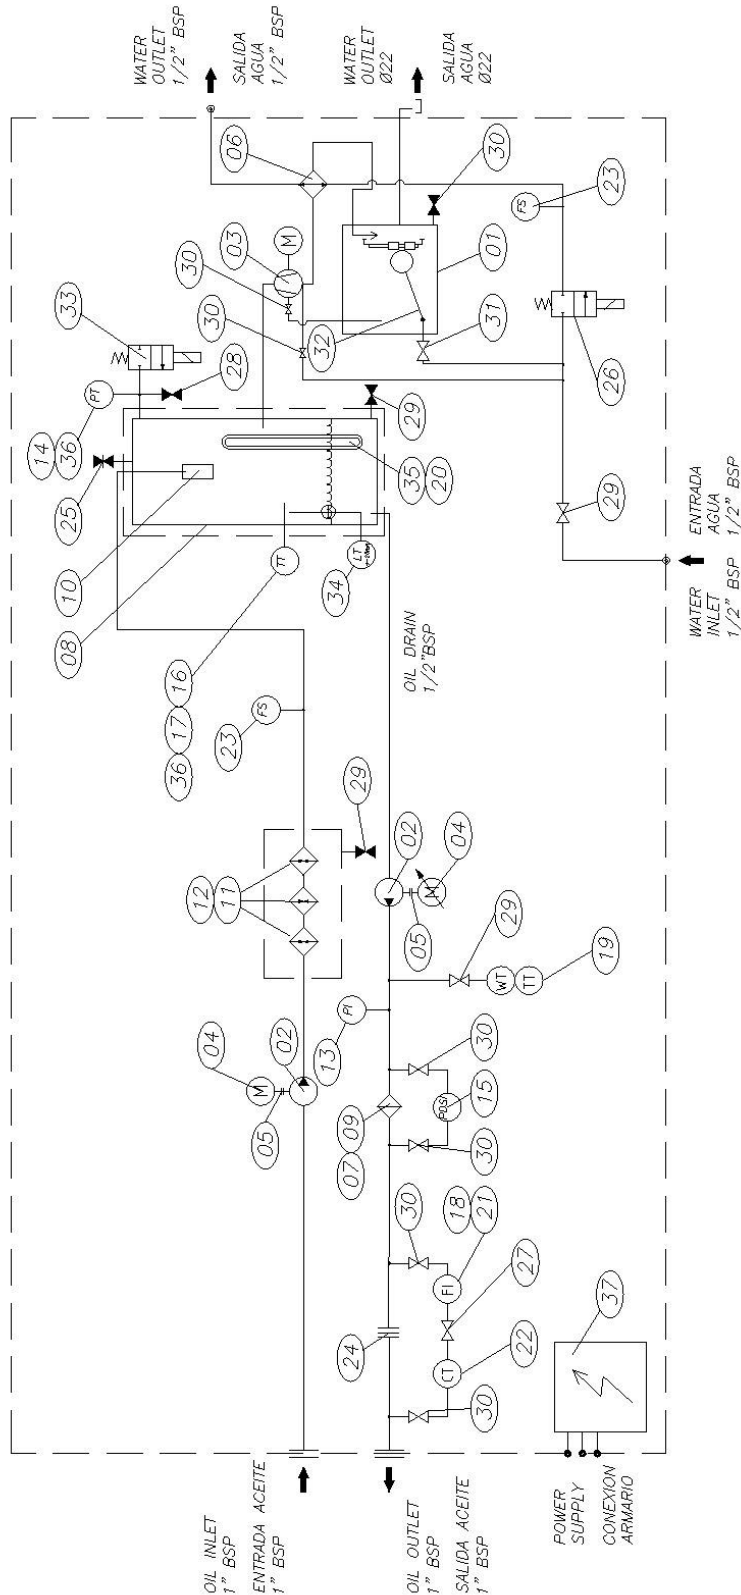 WATER
OUTLET
1/2" BSP
SALIDA
AGUA
1/2" BSP
WATER
OUTLET
Ø22
SALIDA
AGUA
Ø22
06
30
FS
23
M
03
30
30
33
01
32
31
26
PT
28
14
36
25
29
35
20
29
10
TT
LT
34
08
ENTRADA
AGUA
1/2" BSP
WATER
INLET
1/2" BSP
OIL DRAIN
1/2"BSP
16
17
36
FS
23
29
12
11
02
04
M
05
29
WT
TT
19
PI
13
04
M
02
05
30
PDSI
15
30
09
07
30
18
21
FI
27
24
CT
22
30
37
OIL INLET
1" BSP
ENTRADA ACEITE
1" BSP
OIL OUTLET
1" BSP
SALIDA ACEITE
1" BSP
POWER
SUPPLY
CONEXION
ARMARIO